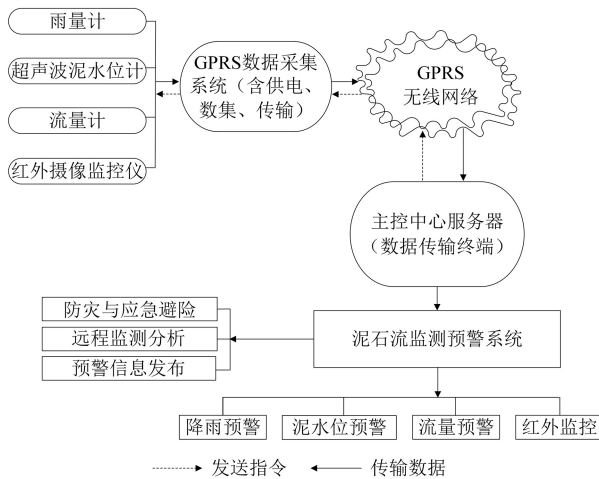 雨量计
超声波泥水位计
流量计
红外摄像监控仪
GPRS数据采集
系统（含供电、
数集、传输）
GPRS
无线网络
主控中心服务器
（数据传输终端）
防灾与应急避险
远程监测分析
预警信息发布
泥石流监测预警系统
降雨预警
泥水位预警
流量预警
红外监控
发送指令
传输数据